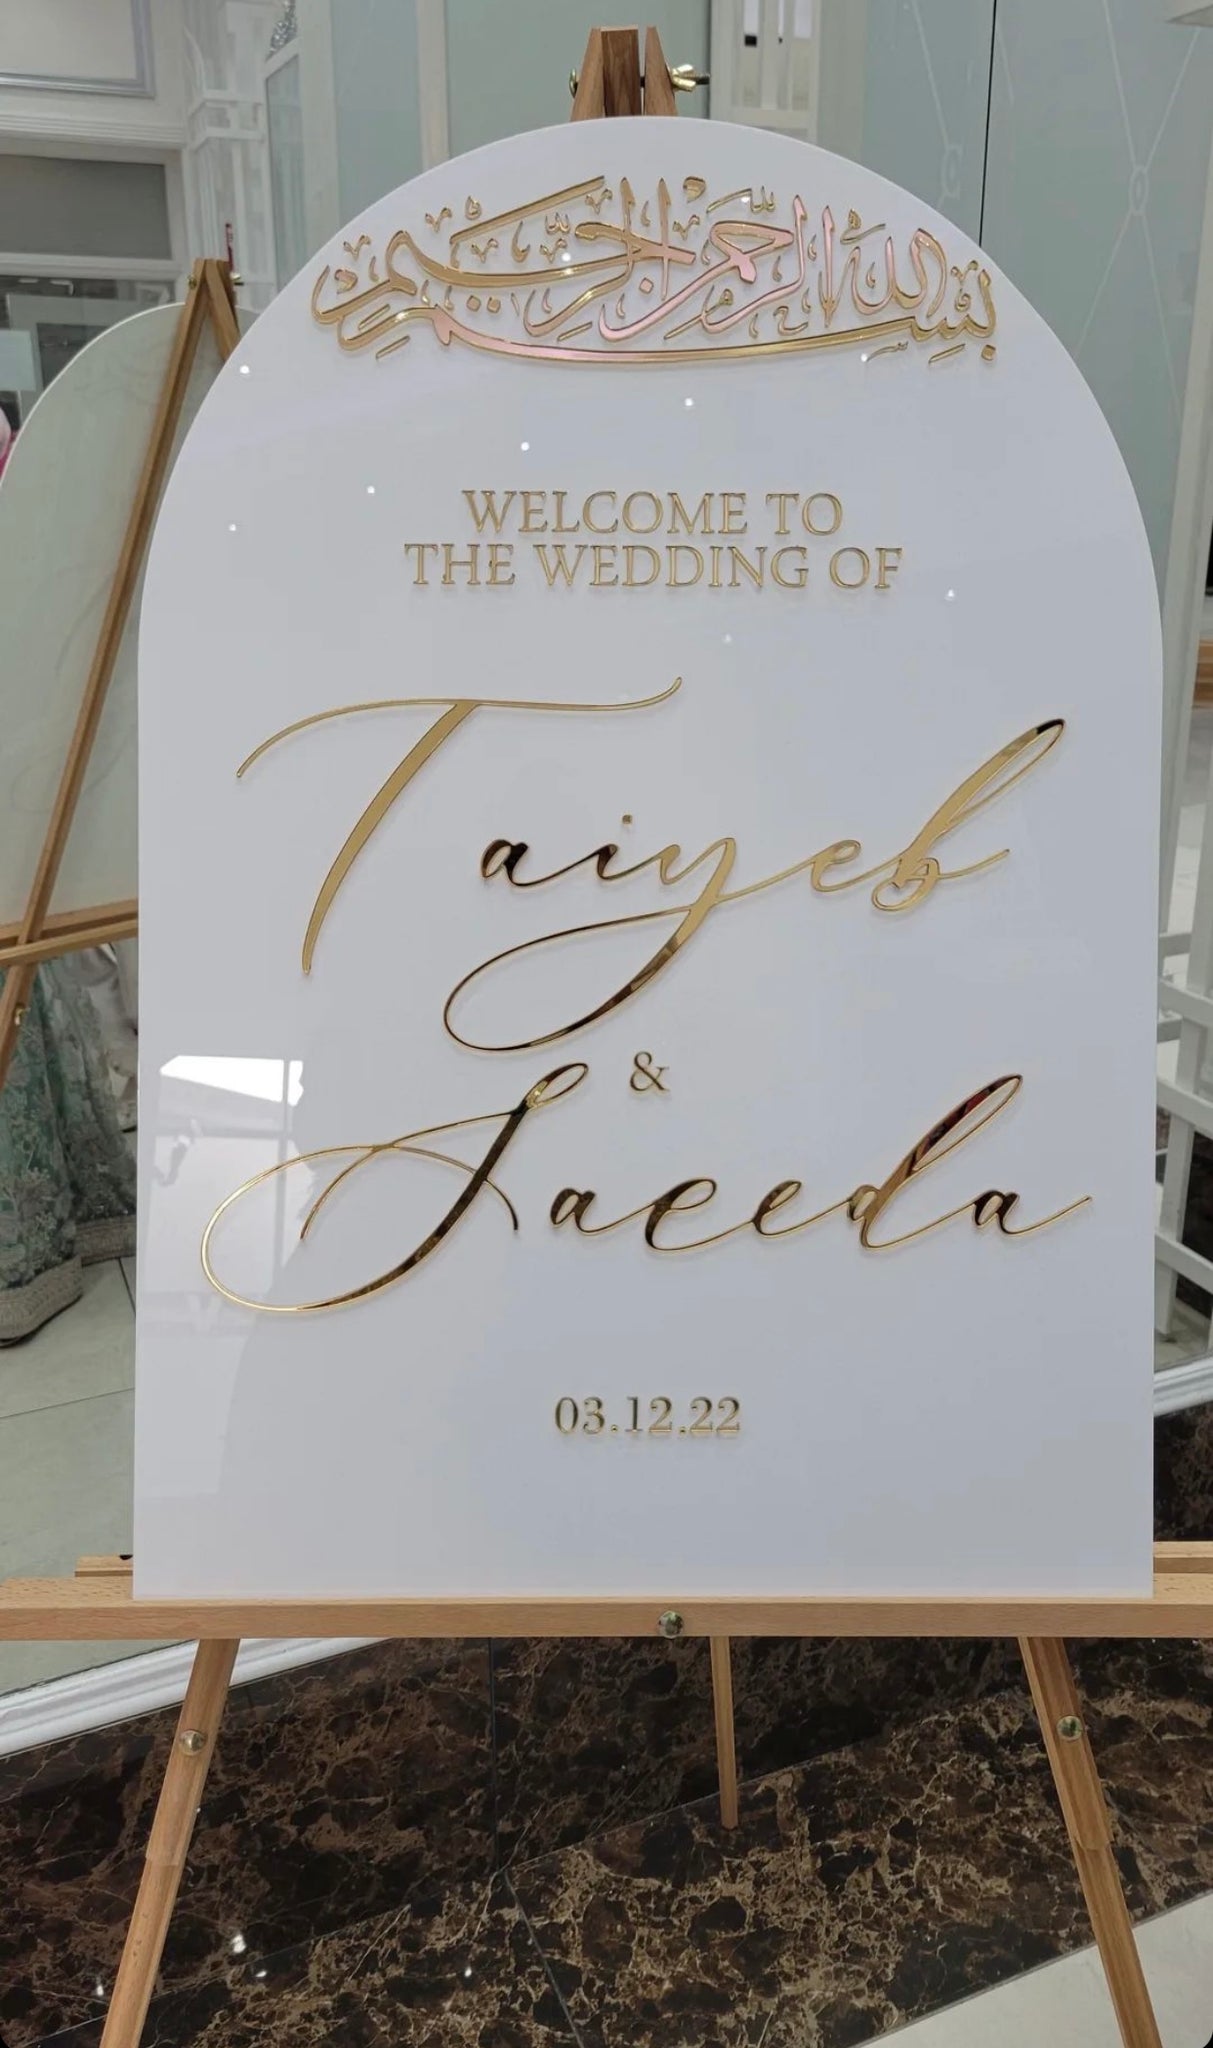 بسم الله الرحمن الرحيم
WELCOME TO
THE WEDDING OF
Taiyeb
&
Saeeda
03.12.22